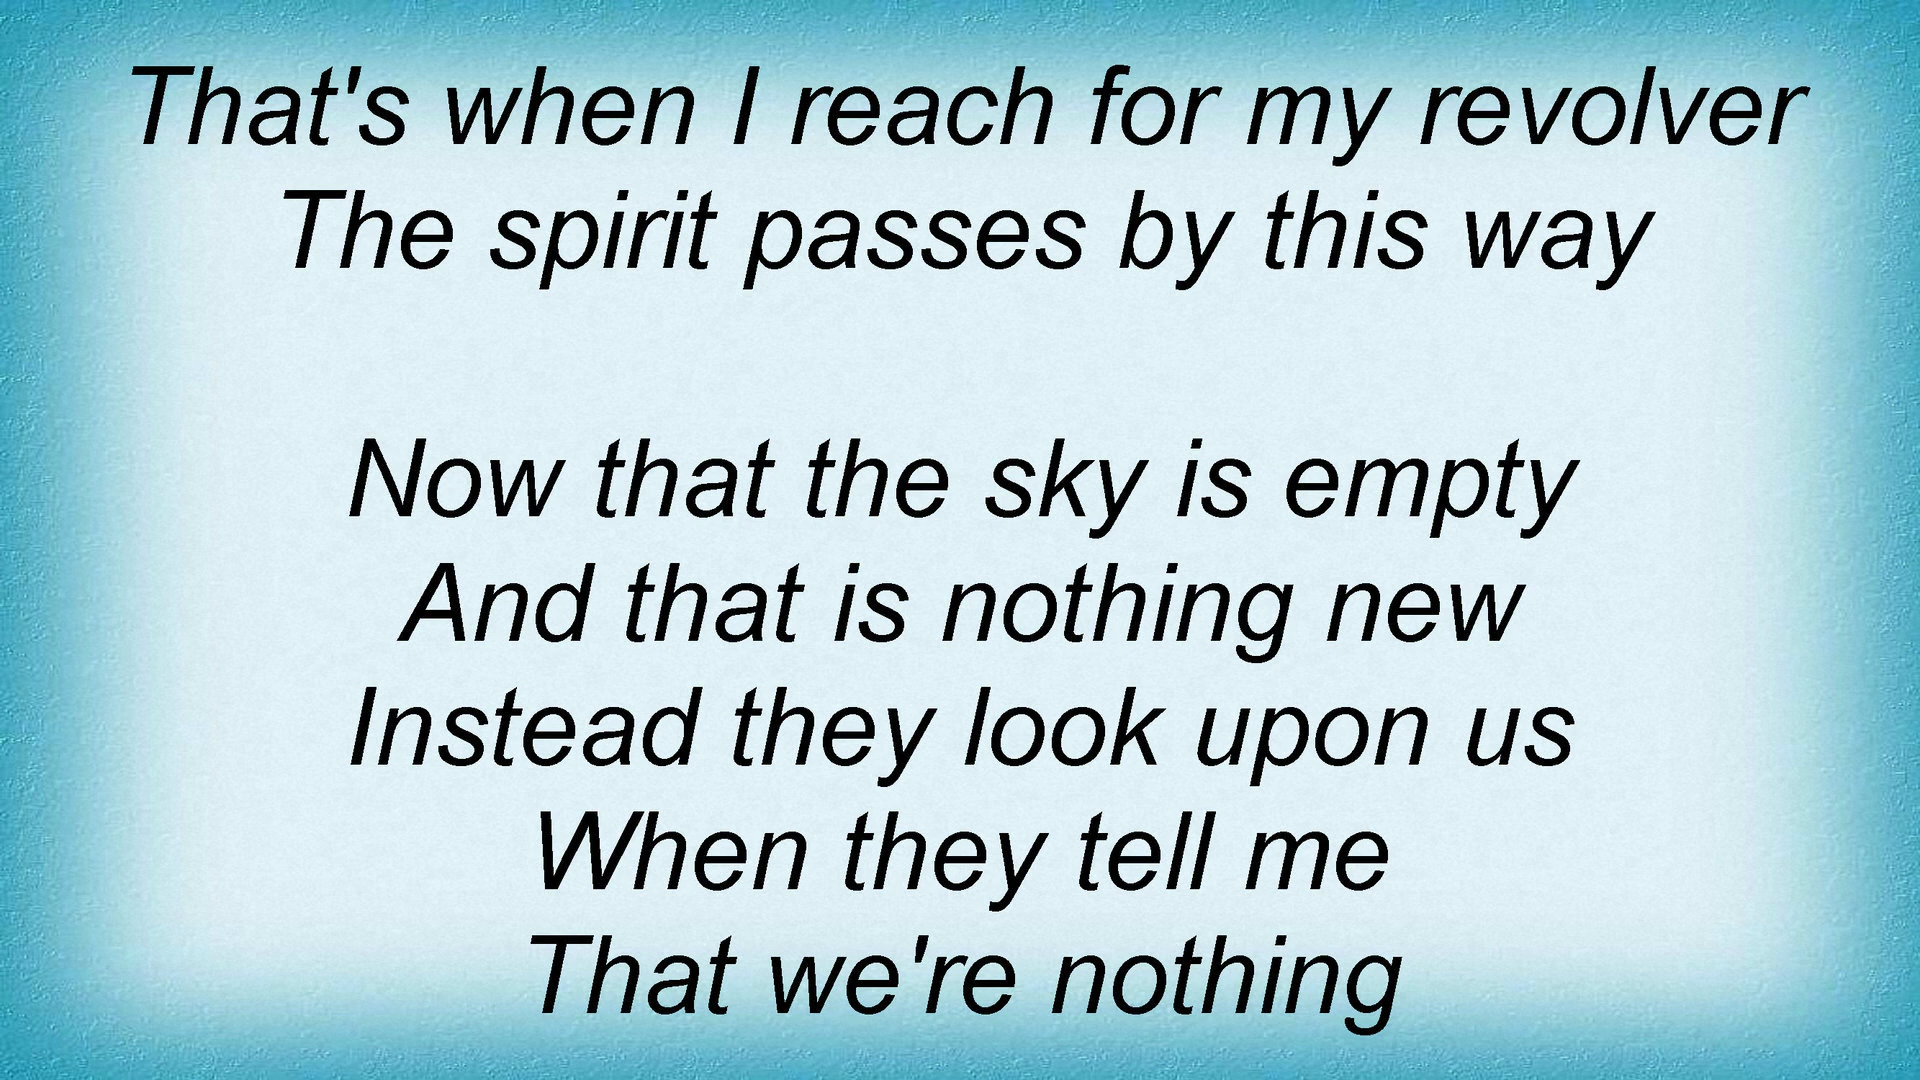 That's when I reach for my revolver
The spirit passes by this way
Now that the sky is empty
And that is nothing new
Instead they look upon us
When they tell me
That we're nothing